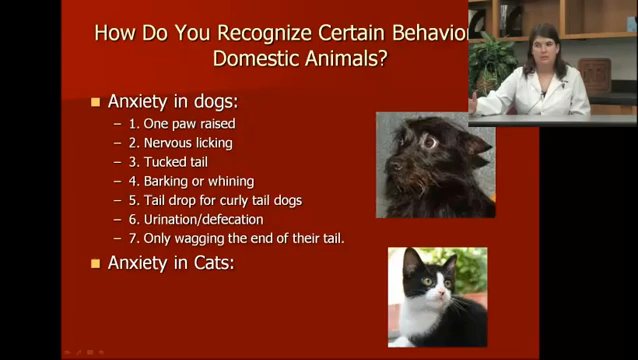 How Do You Recognize Certain Behavio
Domestic Animals?
Anxiety in dogs:
– 1. One paw raised
– 2. Nervous licking
– 3. Tucked tail
– 4. Barking or whining
– 5. Tail drop for curly tail dogs
– 6. Urination/defecation
– 7. Only wagging the end of their tail.
Anxiety in Cats: